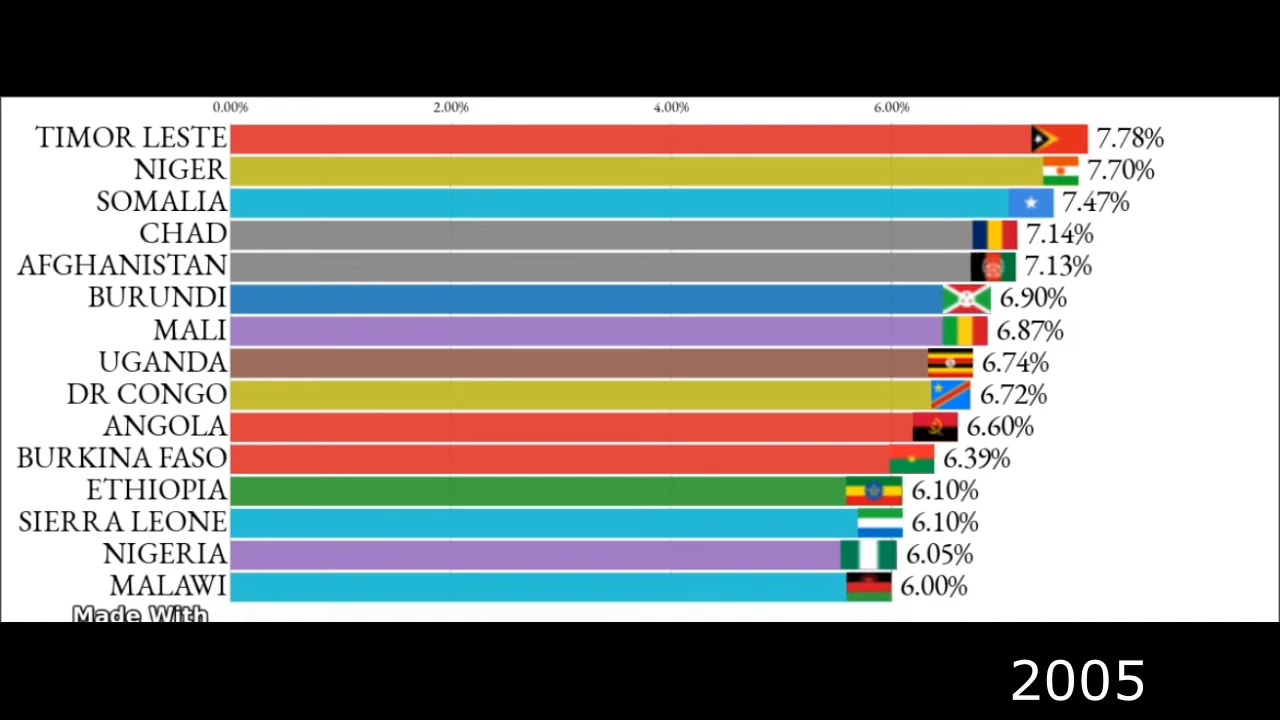 0.00% 2.00% 4.00% 6.00%
TIMOR LESTE 7.78%
NIGER 7.70%
SOMALIA 7.47%
CHAD 7.14%
AFGHANISTAN 7.13%
BURUNDI 6.90%
MALI 6.87%
UGANDA 6.74%
DR CONGO 6.72%
ANGOLA 6.60%
BURKINA FASO 6.39%
ETHIOPIA 6.10%
SIERRA LEONE 6.10%
NIGERIA 6.05%
MALAWI 6.00%
Made With
2005